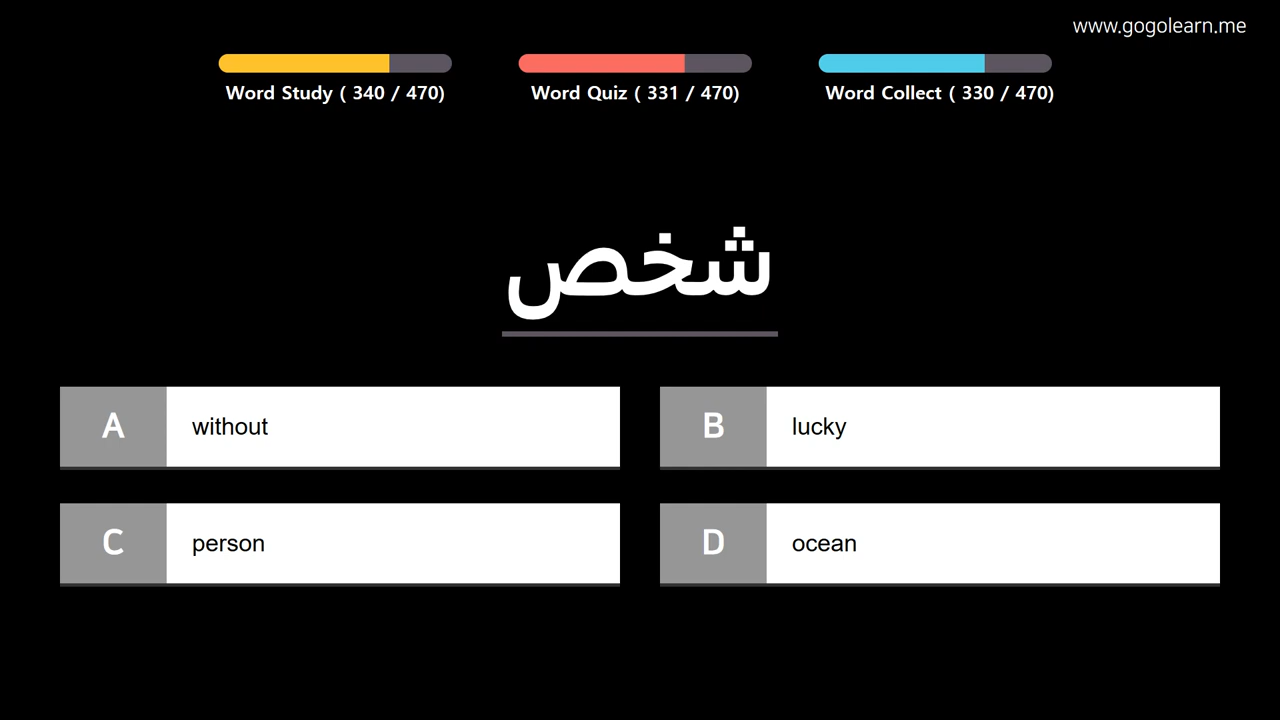 www.gogolearn.me
Word Study ( 340 / 470)
Word Quiz ( 331 / 470)
Word Collect ( 330 / 470)
شخص
A without
B lucky
C person
D ocean